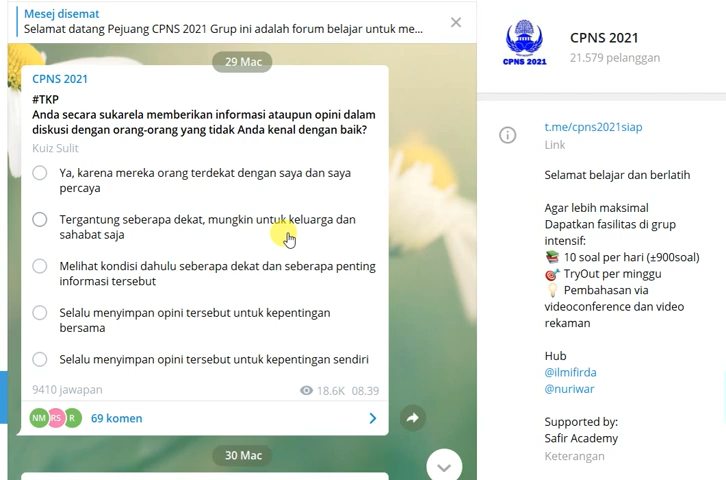 Mesej disemat
Selamat datang Pejuang CPNS 2021 Grup ini adalah forum belajar untuk me...
29 Mac
CPNS 2021
#TKP
Anda secara sukarela memberikan informasi ataupun opini dalam
diskusi dengan orang-orang yang tidak Anda kenal dengan baik?
Kuiz Sulit
Ya, karena mereka orang terdekat dengan saya dan saya
percaya
Tergantung seberapa dekat, mungkin untuk keluarga dan
sahabat saja
Melihat kondisi dahulu seberapa dekat dan seberapa penting
informasi tersebut
Selalu menyimpan opini tersebut untuk kepentingan
bersama
Selalu menyimpan opini tersebut untuk kepentingan sendiri
9410 jawapan
18.6K 08.39
NM RS R 69 komen
30 Mac
CPNS 2021
CPNS 2021
21.579 pelanggan
t.me/cpns2021siap
Link
Selamat belajar dan berlatih
Agar lebih maksimal
Dapatkan fasilitas di grup
intensif:
📚 10 soal per hari (±900soal)
🎯 TryOut per minggu
💡 Pembahasan via
videoconference dan video
rekaman
Hub
@ilmifirda
@nuriwar
Supported by:
Safir Academy
Keterangan